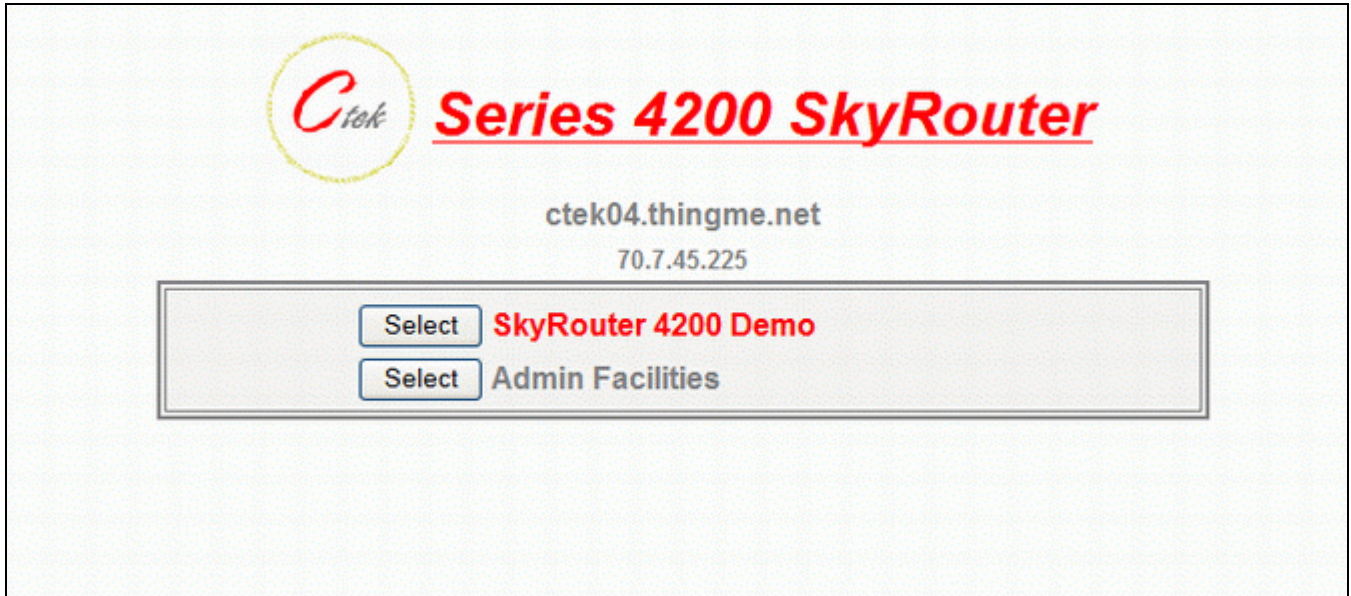 Ctek Series 4200 SkyRouter
ctek04.thingme.net
70.7.45.225
Select SkyRouter 4200 Demo
Select Admin Facilities